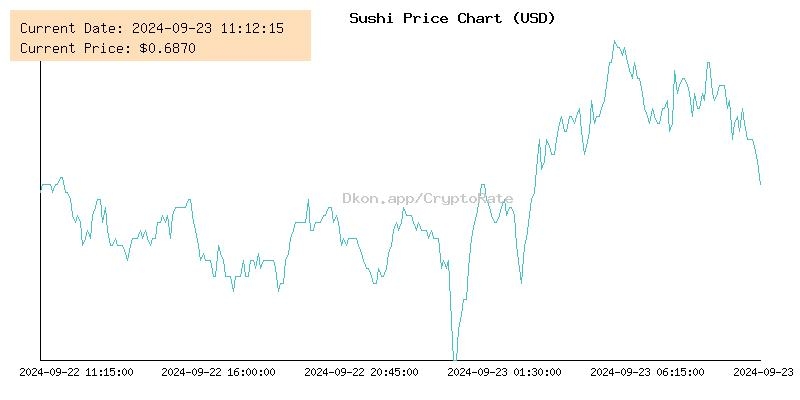 Sushi Price Chart (USD)
Current Date: 2024-09-23 11:12:15
Current Price: $0.6870
Dkon.app/CryptoRate
2024-09-22 11:15:00 2024-09-22 16:00:00 2024-09-22 20:45:00 2024-09-23 01:30:00 2024-09-23 06:15:00 2024-09-23